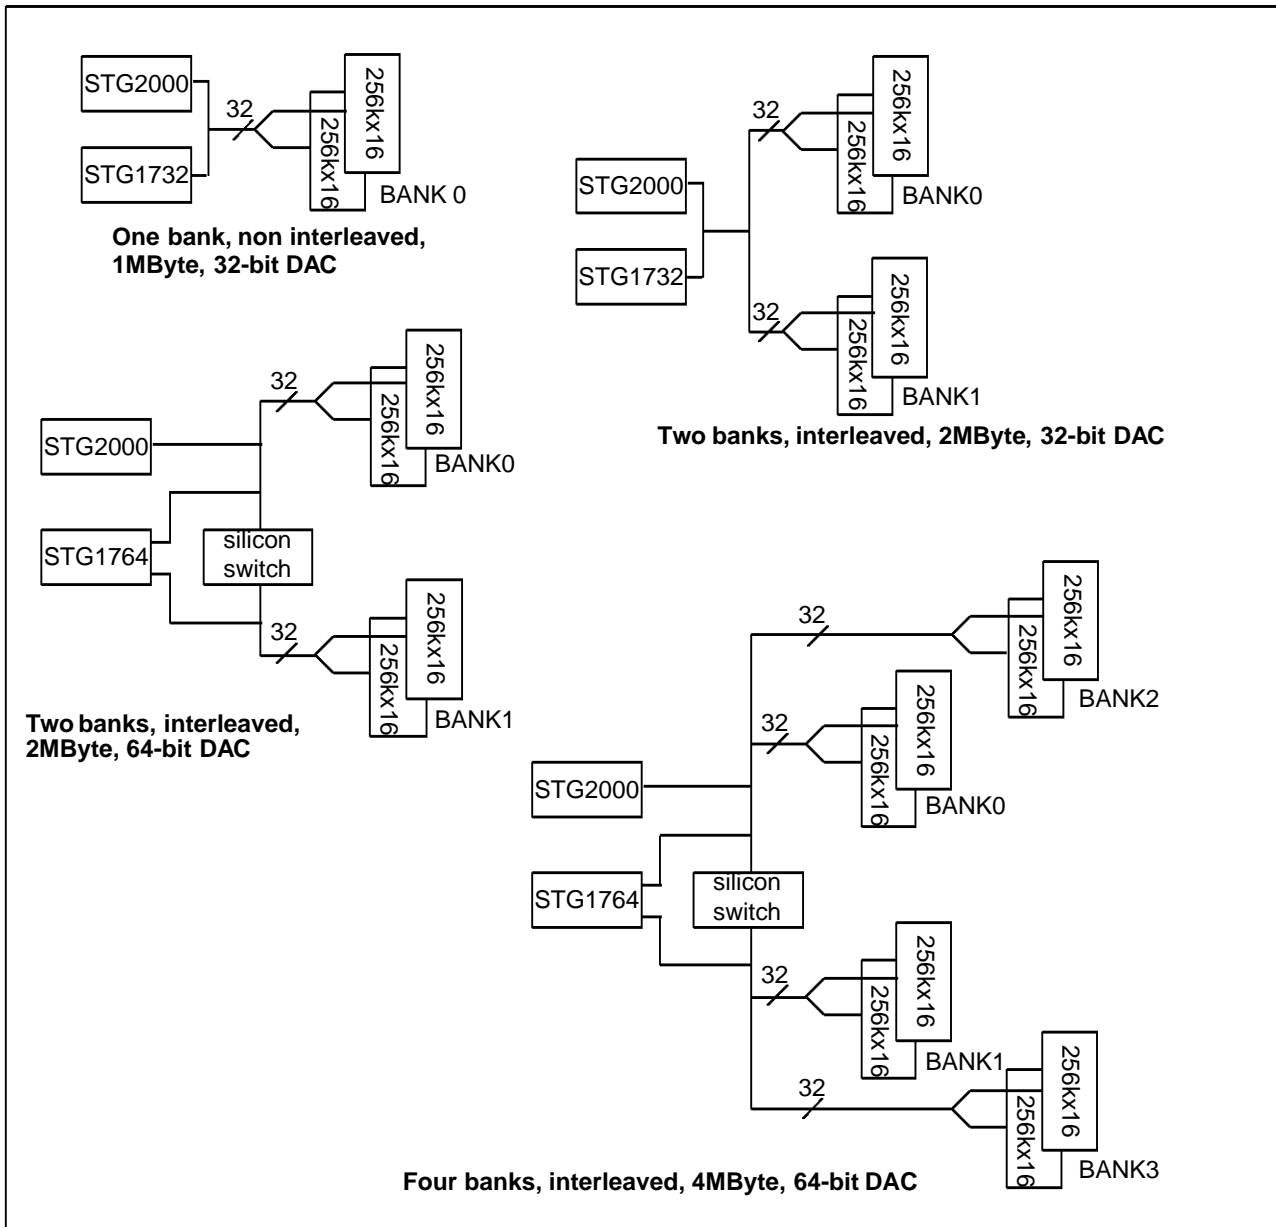 STG2000
STG1732
32
256kx16
256kx16
BANK 0
One bank, non interleaved,
1MByte, 32-bit DAC
STG2000
STG1732
32
256kx16
256kx16
BANK0
32
256kx16
256kx16
BANK1
Two banks, interleaved, 2MByte, 32-bit DAC
STG2000
STG1764
silicon
switch
32
256kx16
256kx16
BANK0
32
256kx16
256kx16
BANK1
Two banks, interleaved,
2MByte, 64-bit DAC
32
256kx16
256kx16
BANK2
32
256kx16
256kx16
BANK0
STG2000
STG1764
silicon
switch
32
256kx16
256kx16
BANK1
32
256kx16
256kx16
BANK3
Four banks, interleaved, 4MByte, 64-bit DAC